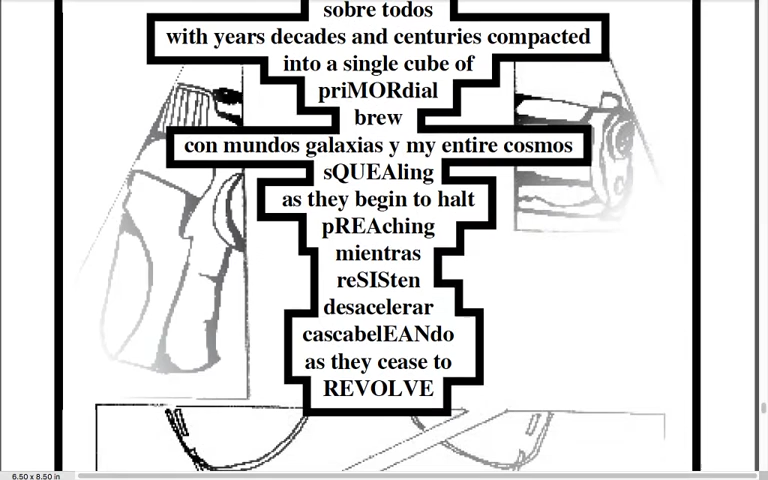 sobre todos
with years decades and centuries compacted
into a single cube of
priMORdial
brew
con mundos galaxias y my entire cosmos
sQUEAling
as they begin to halt
pREAching
mientras
reSISten
desacelerar
cascabelEANdo
as they cease to
REVOLVE
6.50 x 8.50 in